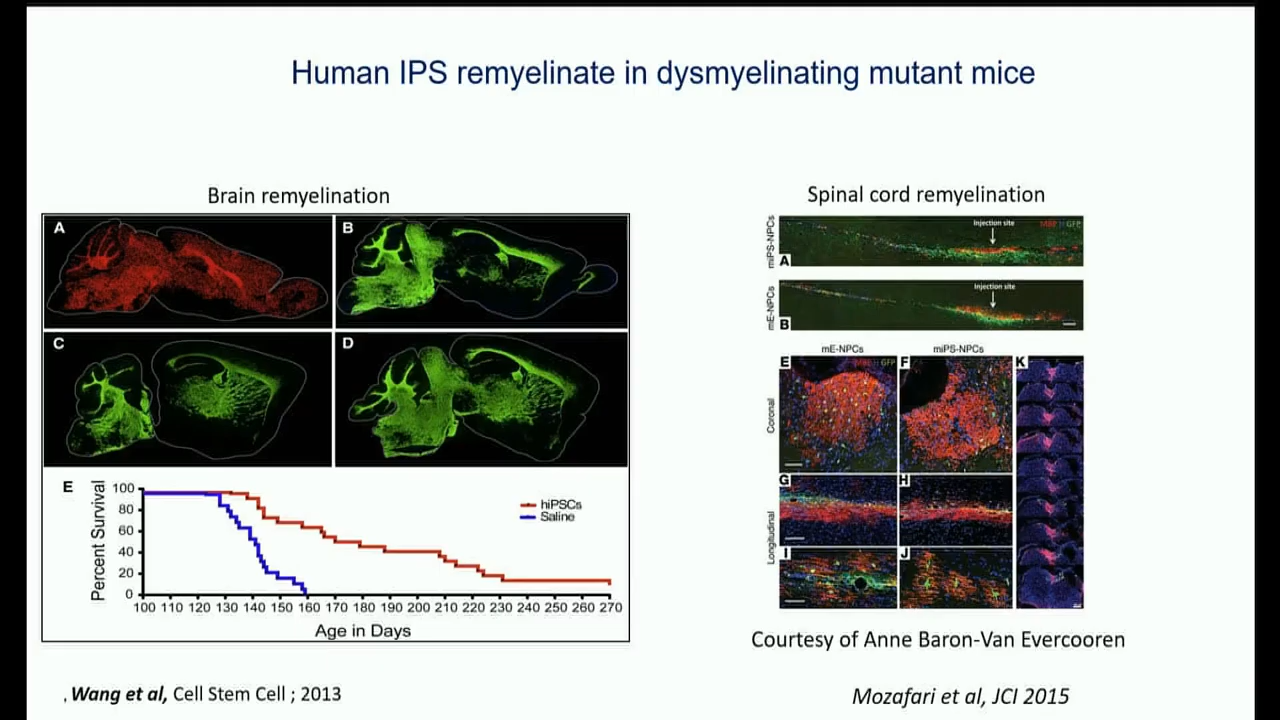 Human IPS remyelinate in dysmyelinating mutant mice
Brain remyelination
A
B
C
D
E
Percent Survival
100
80
60
40
20
0
hiPSCs
Saline
100 110 120 130 140 150 160 170 180 190 200 210 220 230 240 250 260 270
Age in Days
, Wang et al, Cell Stem Cell ; 2013
Spinal cord remyelination
miPS-NPCs
Injection site
MBP H GFP
A
mE-NPCs
Injection site
B
mE-NPCs
miPS-NPCs
Coronal
E
GFP
F
K
Longitudinal
G
H
I
J
Courtesy of Anne Baron-Van Evercooren
Mozafari et al, JCI 2015